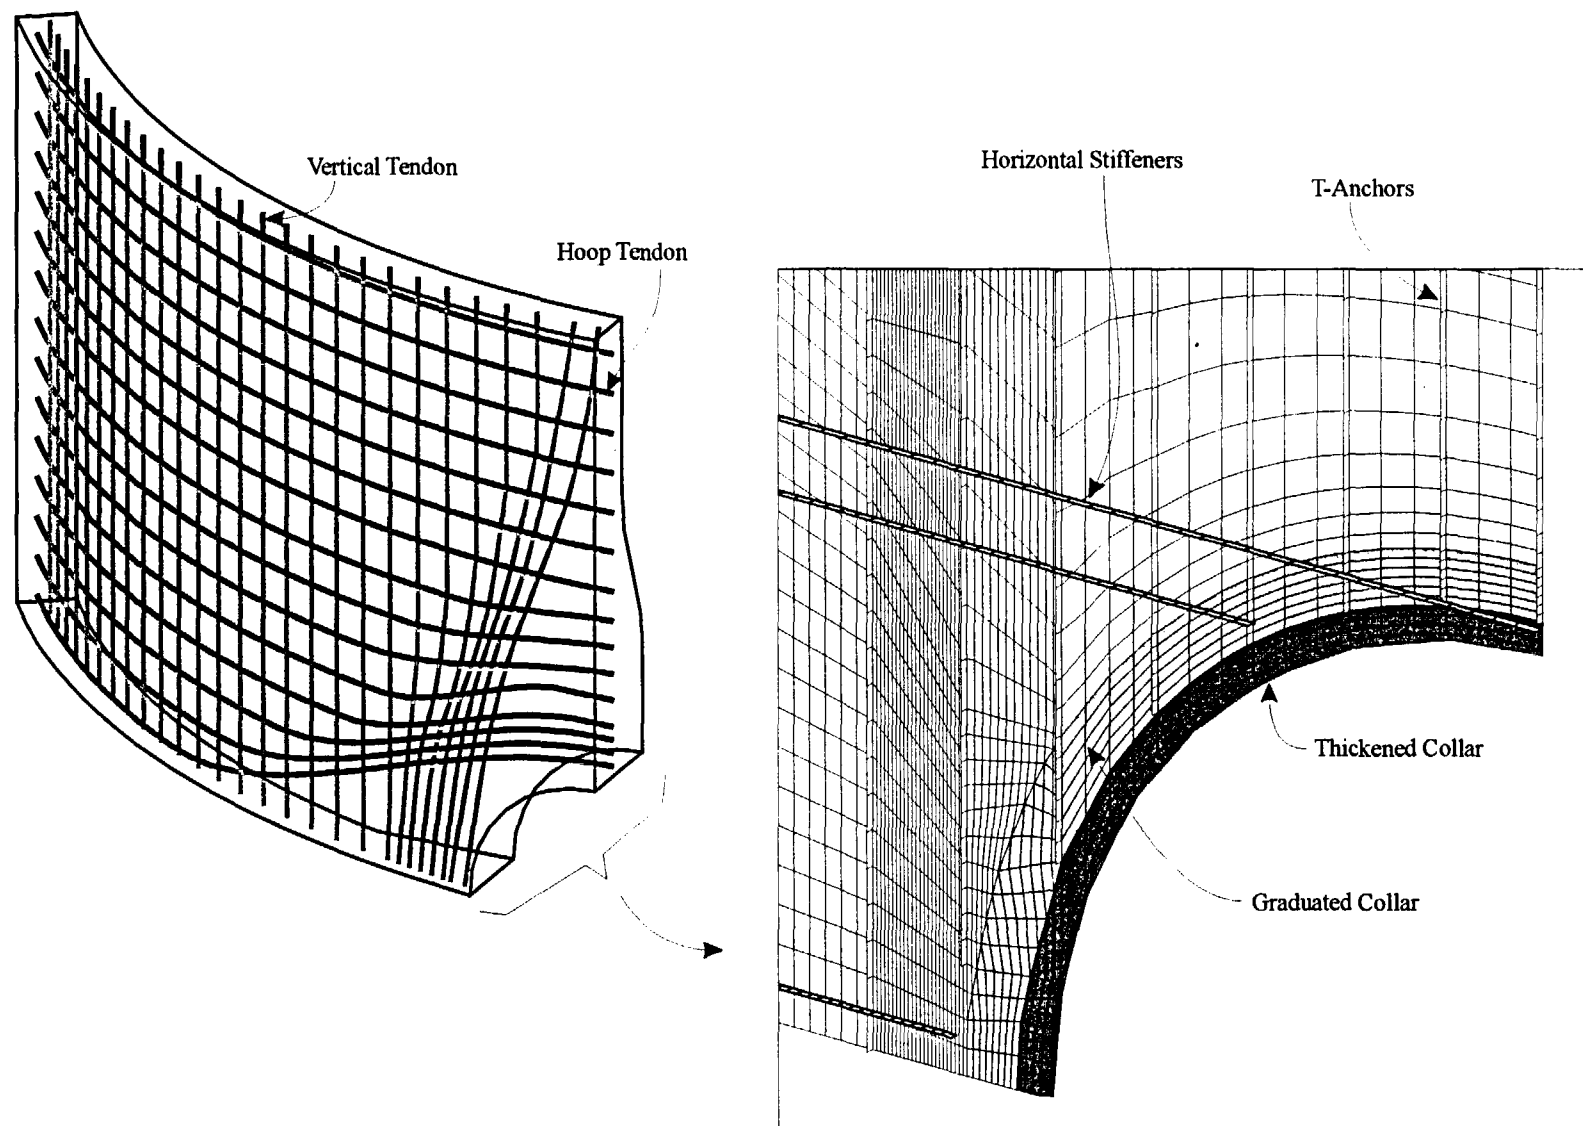 Vertical Tendon
Hoop Tendon
Horizontal Stiffeners
T-Anchors
Thickened Collar
Graduated Collar